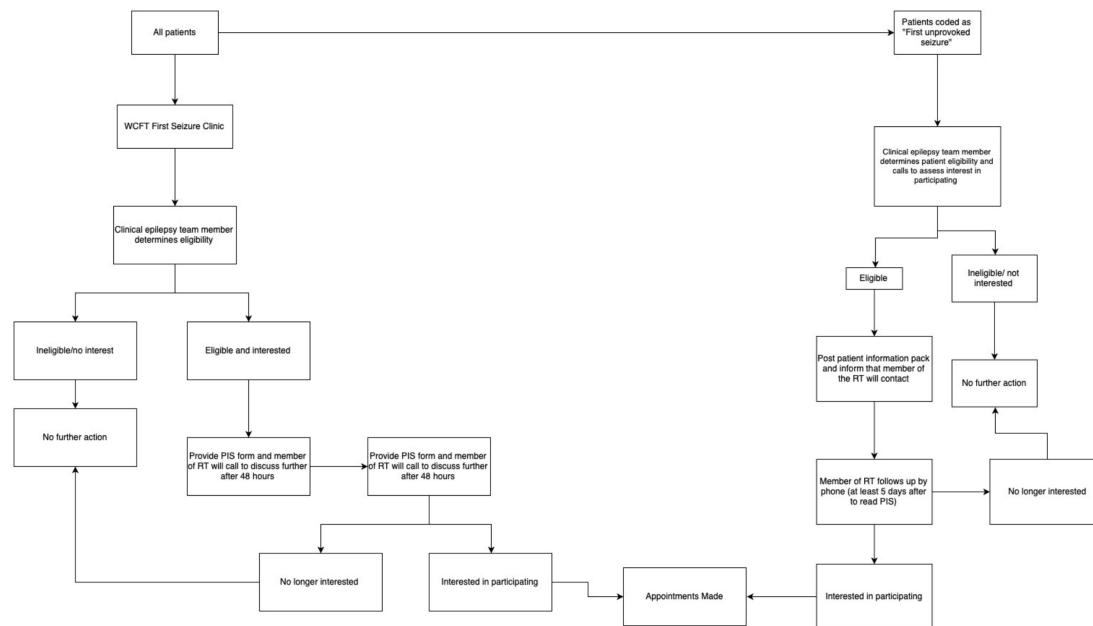 All patients
Patients coded as
"First unprovoked
seizure"
WCFT First Seizure Clinic
Clinical epilepsy team member
determines patient eligibility and
calls to assess interest in
participating
Clinical epilepsy team member
determines eligibility
Eligible
Ineligible/ not
interested
Ineligible/no interest
Eligible and interested
Post patient information pack
and inform that member of
the RT will contact
No further action
No further action
Provide PIS form and member
of RT will call to discuss further
after 48 hours
Provide PIS form and member
of RT will call to discuss further
after 48 hours
Member of RT follows up by
phone (at least 5 days after
to read PIS)
No longer interested
No longer interested
Interested in participating
Appointments Made
Interested in participating